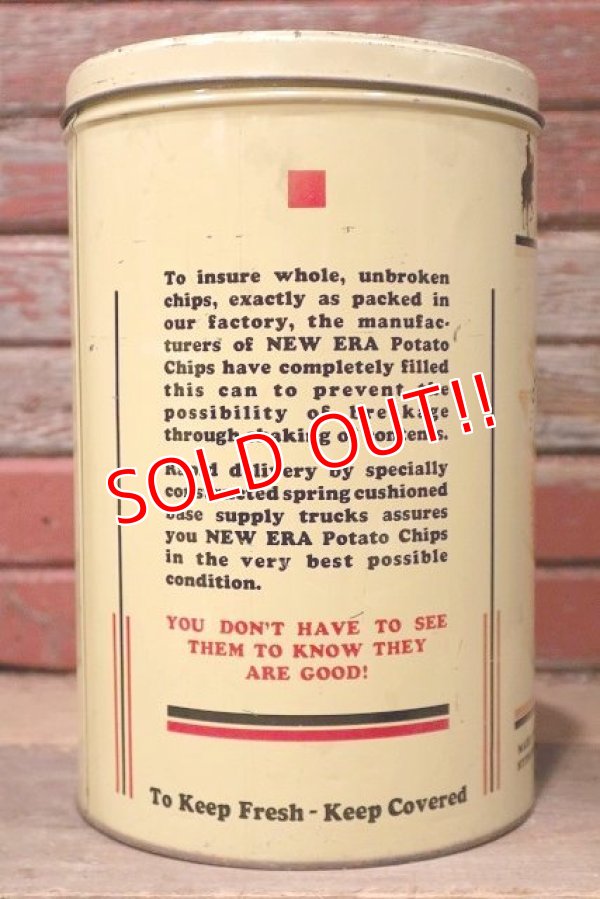 To insure whole, unbroken
chips, exactly as packed in
our factory, the manufac-
turers of NEW ERA Potato
Chips have completely filled
this can to prevent the
possibility of breakage
through shaking of contents.
Rapid delivery by specially
constructed spring cushioned
base supply trucks assures
you NEW ERA Potato Chips
in the very best possible
condition.
SOLD OUT!!
YOU DON'T HAVE TO SEE
THEM TO KNOW THEY
ARE GOOD!
To Keep Fresh - Keep Covered